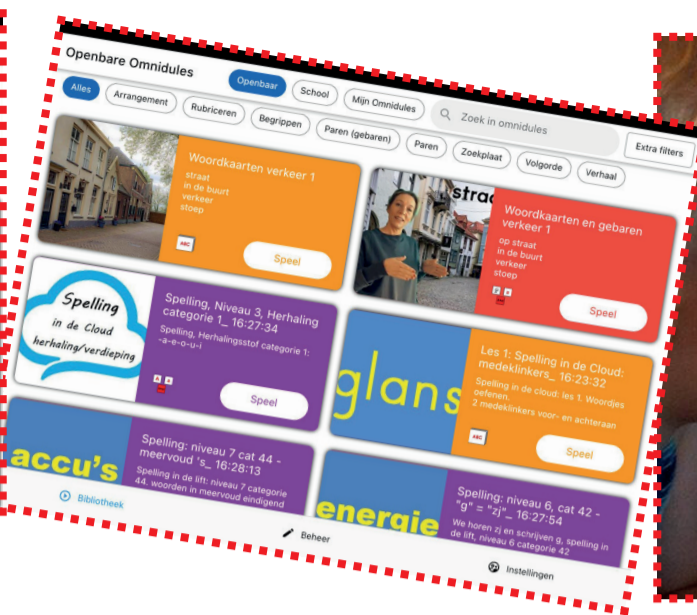 Openbare Omnidules
Openbaar
School
Mijn Omnidules
Zoek in omnidules
Extra filters
Alles
Arrangement
Rubriceren
Begrippen
Paren (gebaren)
Paren
Zoekplaat
Volgorde
Verhaal
Woordkaarten verkeer 1
straat
in de buurt
verkeer
stoep
ABC
Speel
straa
Woordkaarten en gebaren
verkeer 1
op straat
in de buurt
verkeer
stoep
Speel
Spelling
in de Cloud
herhaling/verdieping
Spelling, Niveau 3, Herhaling
categorie 1_ 16:27:34
Spelling, Herhalingsstof categorie 1:
-a-e-o-u-i
Speel
glans
Les 1: Spelling in de Cloud:
medeklinkers_ 16:23:32
Spelling in de cloud: les 1. Woordjes
oefenen.
2 medeklinkers voor- en achteraan
ABC
Speel
accu's
Spelling: niveau 7 cat 44 -
meervoud 's_ 16:28:13
Spelling in de lift: niveau 7 categorie
44. woorden in meervoud eindigend
energie
Spelling: niveau 6, cat 42 -
"g" = "zj"_ 16:27:54
We horen zj en schrijven g, spelling in
de lift, niveau 6 categorie 42
Bibliotheek
Beheer
Instellingen